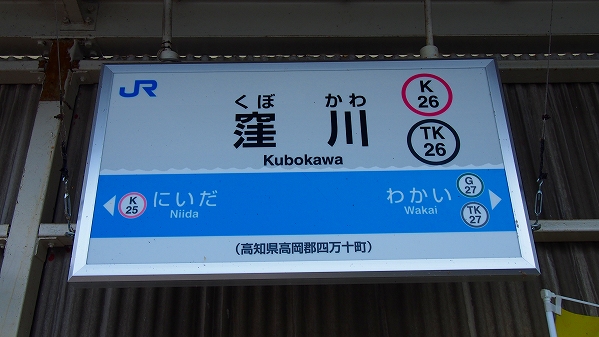 JR
くぼ かわ
窪 川
Kubokawa
K
26
TK
26
K
25
にいだ
Niida
わかい
Wakai
G
27
TK
27
(高知県高岡郡四万十町)